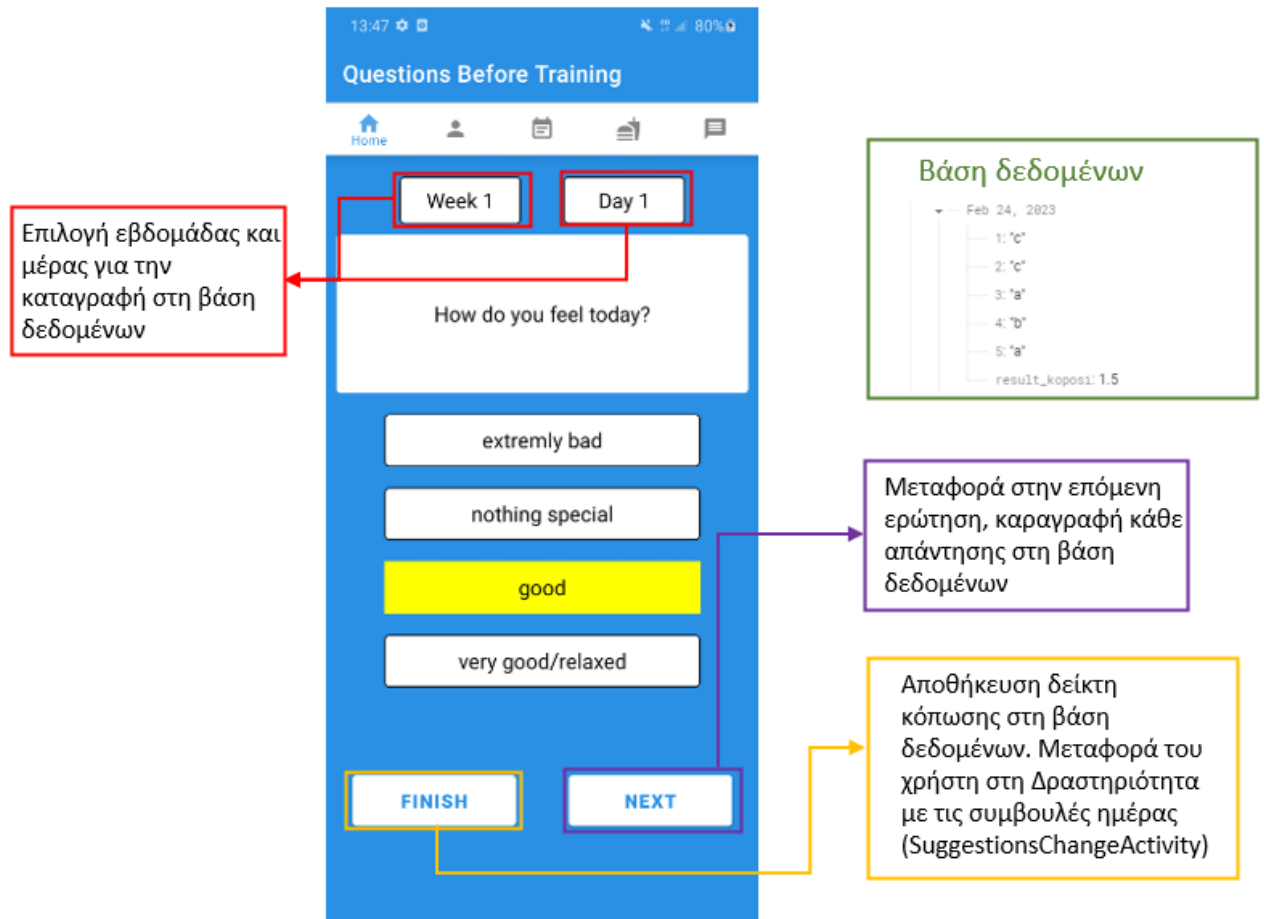 13:47
80%
Questions Before Training
Home
Week 1
Day 1
How do you feel today?
extremly bad
nothing special
good
very good/relaxed
FINISH
NEXT
Επιλογή εβδομάδας και
μέρας για την
καταγραφή στη βάση
δεδομένων
Βάση δεδομένων
Feb 24, 2023
1: "c"
2: "c"
3: "a"
4: "b"
5: "a"
result_koposi: 1.5
Μεταφορά στην επόμενη
ερώτηση, καραγραφή κάθε
απάντησης στη βάση
δεδομένων
Αποθήκευση δείκτη
κόπωσης στη βάση
δεδομένων. Μεταφορά του
χρήστη στη Δραστηριότητα
με τις συμβουλές ημέρας
(SuggestionsChangeActivity)